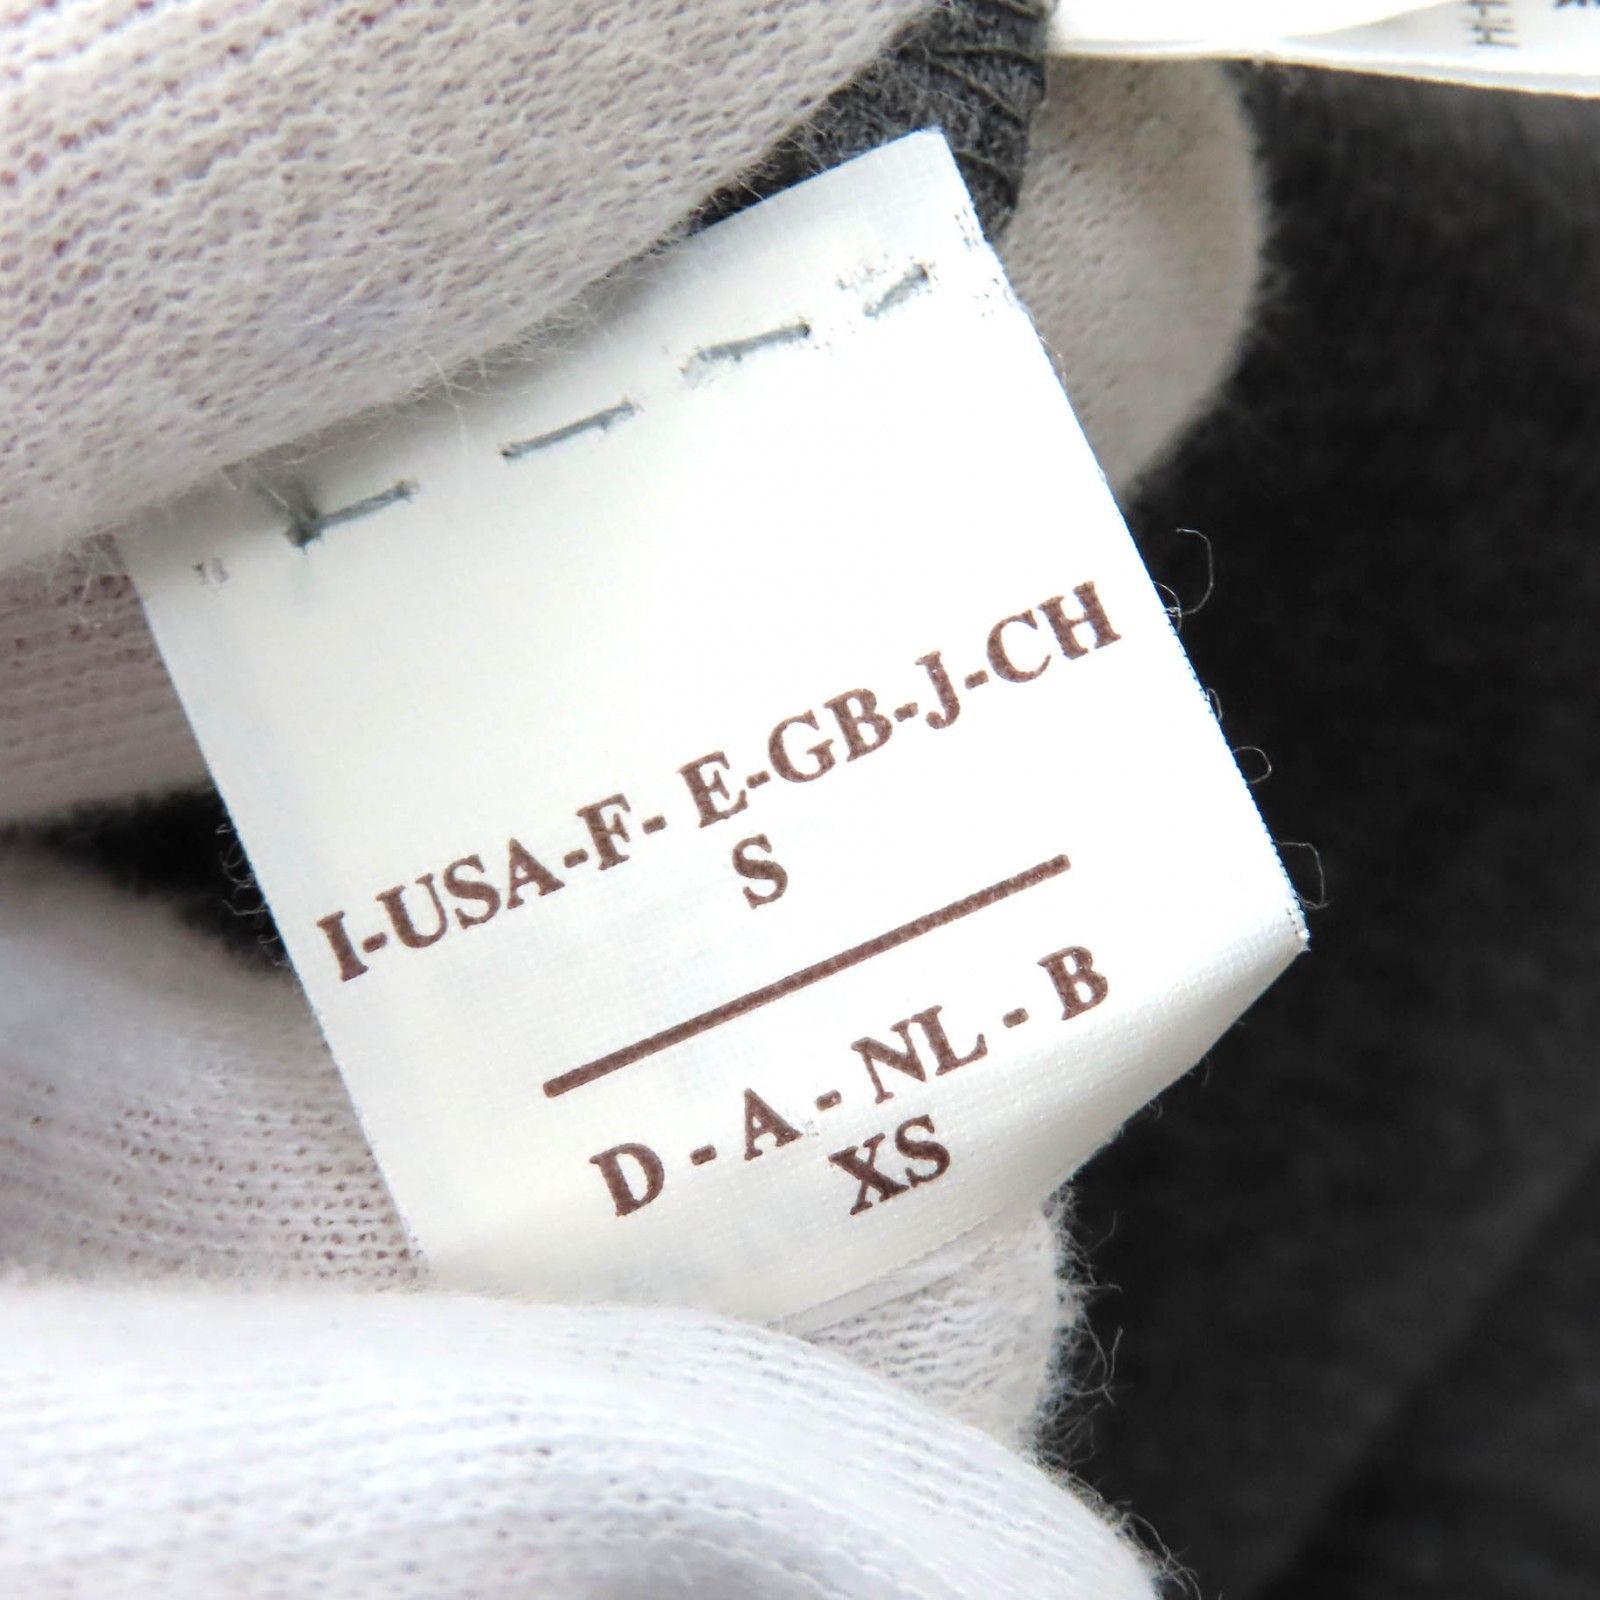 I-USA-F- E-GB-J-CH
S
D - A - NL - B
XS